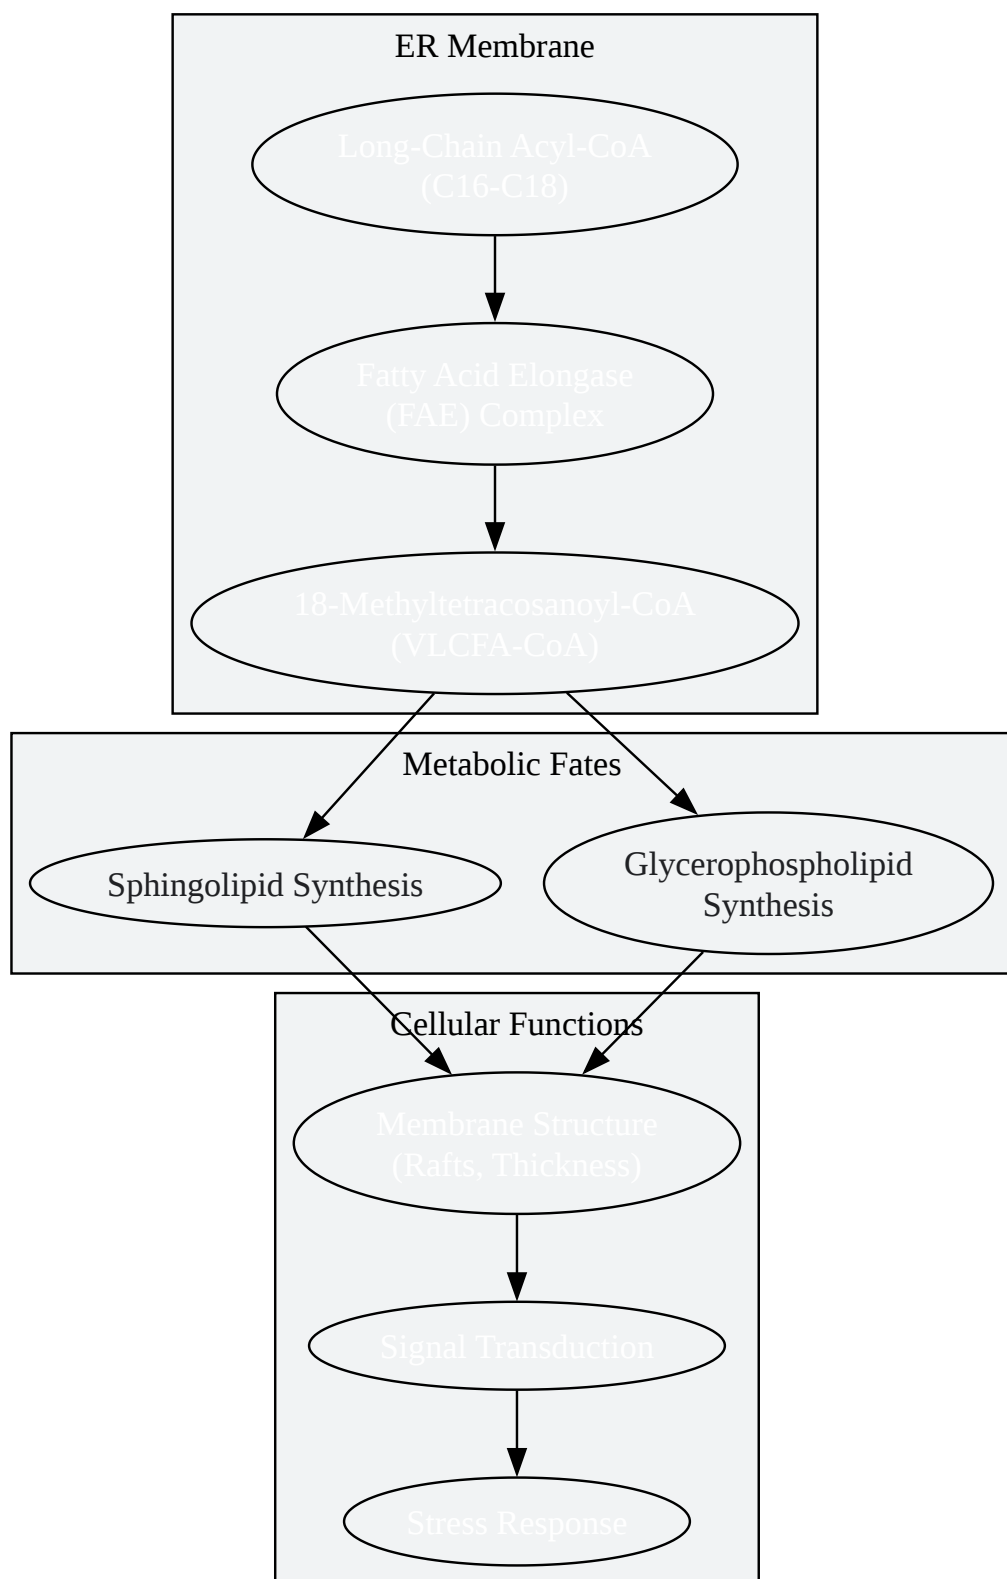 ER Membrane
Long-Chain Acyl-CoA
(C16-C18)
Fatty Acid Elongase
(FAE) Complex
18-Methyltetracosanoyl-CoA
(VLCFA-CoA)
Metabolic Fates
Sphingolipid Synthesis
Glycerophospholipid
Synthesis
Cellular Functions
Membrane Structure
(Rafts, Thickness)
Signal Transduction
Stress Response